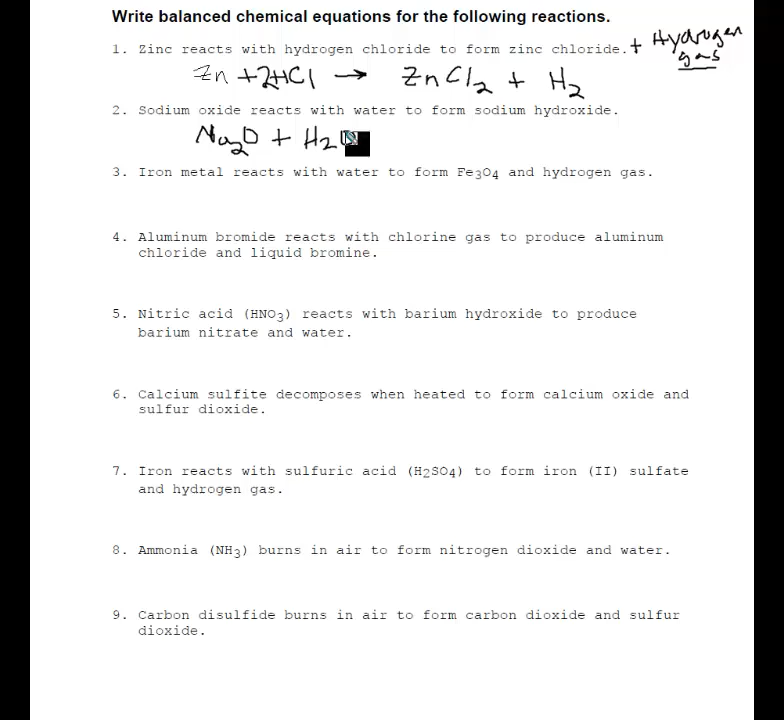 Write balanced chemical equations for the following reactions.
1. Zinc reacts with hydrogen chloride to form zinc chloride. + Hydrogen
gas
Zn + 2HCl → ZnCl2 + H2
2. Sodium oxide reacts with water to form sodium hydroxide.
Na2O + H2
3. Iron metal reacts with water to form Fe3O4 and hydrogen gas.
4. Aluminum bromide reacts with chlorine gas to produce aluminum
chloride and liquid bromine.
5. Nitric acid (HNO3) reacts with barium hydroxide to produce
barium nitrate and water.
6. Calcium sulfite decomposes when heated to form calcium oxide and
sulfur dioxide.
7. Iron reacts with sulfuric acid (H2SO4) to form iron (II) sulfate
and hydrogen gas.
8. Ammonia (NH3) burns in air to form nitrogen dioxide and water.
9. Carbon disulfide burns in air to form carbon dioxide and sulfur
dioxide.